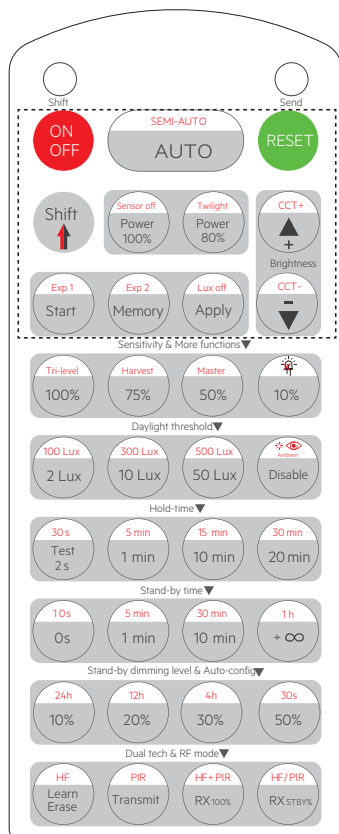 Shift
Send
ON
OFF
SEMI-AUTO
AUTO
RESET
Shift
Sensor off
Power
100%
Twilight
Power
80%
CCT+
+
Brightness
CCT-
-
Exp 1
Start
Exp 2
Memory
Lux off
Apply
Sensitivity & More functions▼
Tri-level
100%
Harvest
75%
Master
50%
10%
Daylight threshold▼
100 Lux
2 Lux
300 Lux
10 Lux
500 Lux
50 Lux
Ambient
Disable
Hold-time▼
30s
Test
2s
5 min
1 min
15 min
10 min
30 min
20 min
Stand-by time▼
10s
0s
5 min
1 min
30 min
10 min
1h
+ ∞
Stand-by dimming level & Auto-config▼
24h
10%
12h
20%
4h
30%
30s
50%
Dual tech & RF mode▼
HF
Learn
Erase
PIR
Transmit
HF+PIR
RX 100%
HF/PIR
RX STBY%